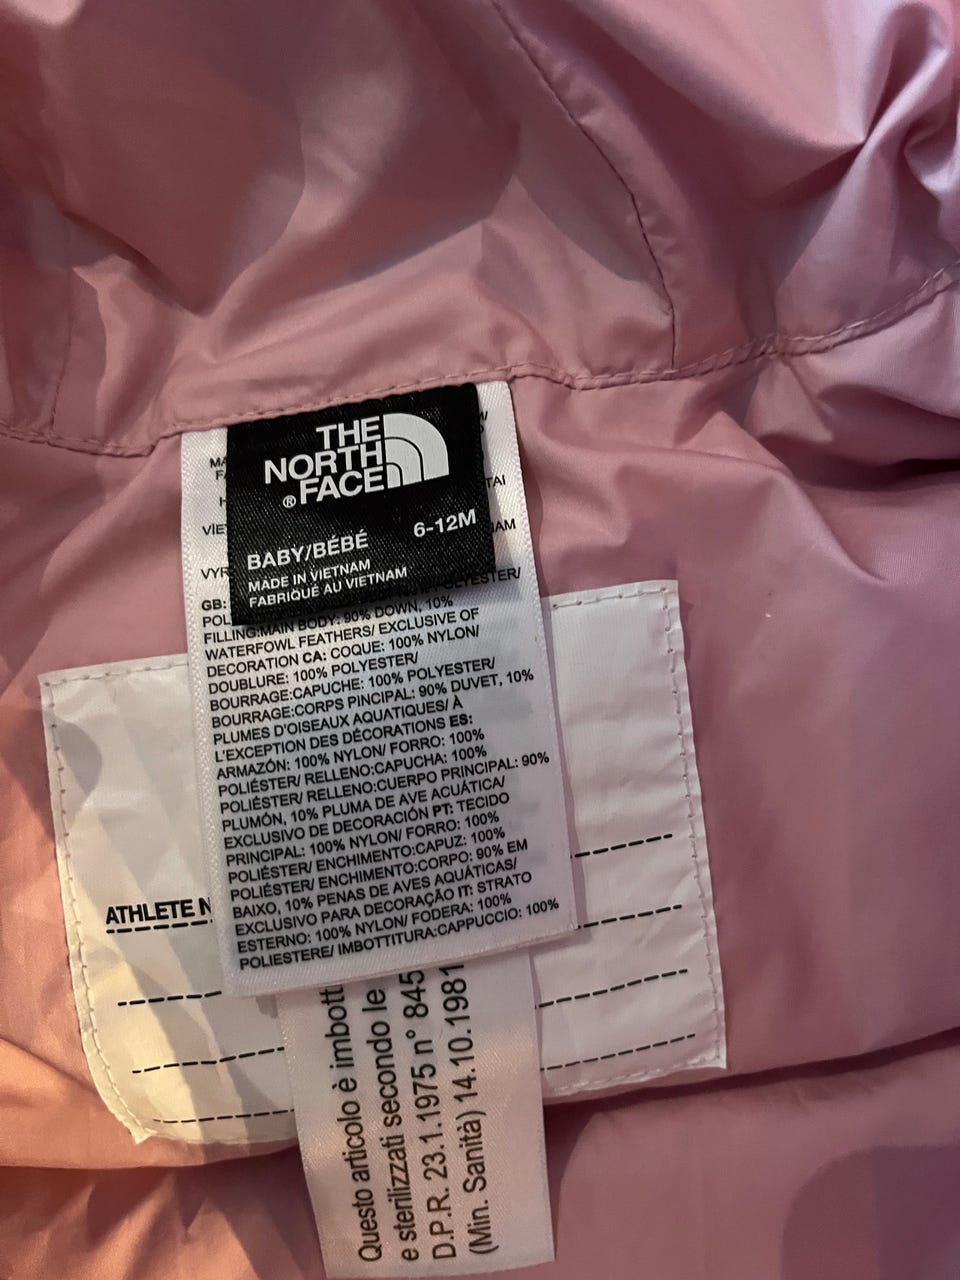 THE
NORTH
FACE
®
BABY/BÉBÉ 6-12M
MADE IN VIETNAM
FABRIQUÉ AU VIETNAM
GB:
FILLING:MAIN BODY: 90% DOWN, 10%
WATERFOWL FEATHERS/ EXCLUSIVE OF
DECORATION CA: COQUE: 100% NYLON/
DOUBLURE: 100% POLYESTER/
BOURRAGE:CAPUCHE: 100% POLYESTER/
BOURRAGE:CORPS PINCIPAL: 90% DUVET, 10%
PLUMES D'OISEAUX AQUATIQUES/ À
L'EXCEPTION DES DÉCORATIONS ES:
ARMAZÓN: 100% NYLON/ FORRO: 100%
POLIÉSTER/ RELLENO:CAPUCHA: 100%
POLIÉSTER/ RELLENO:CUERPO PRINCIPAL: 90%
PLUMÓN, 10% PLUMA DE AVE ACUÁTICA/
EXCLUSIVO DE DECORACIÓN PT: TECIDO
PRINCIPAL: 100% NYLON/ FORRO: 100%
POLIÉSTER/ ENCHIMENTO:CAPUZ: 100%
POLIÉSTER/ ENCHIMENTO:CORPO: 90% EM
BAIXO, 10% PENAS DE AVES AQUÁTICAS/
EXCLUSIVO PARA DECORAÇÃO IT: STRATO
ESTERNO: 100% NYLON/ FODERA: 100%
POLIESTERE/ IMBOTTITURA:CAPPUCCIO: 100%
ATHLETE N
Questo articolo è imbott
e sterilizzati secondo le
D.P.R. 23.1.1975 n° 845
(Min. Sanità) 14.10.1981